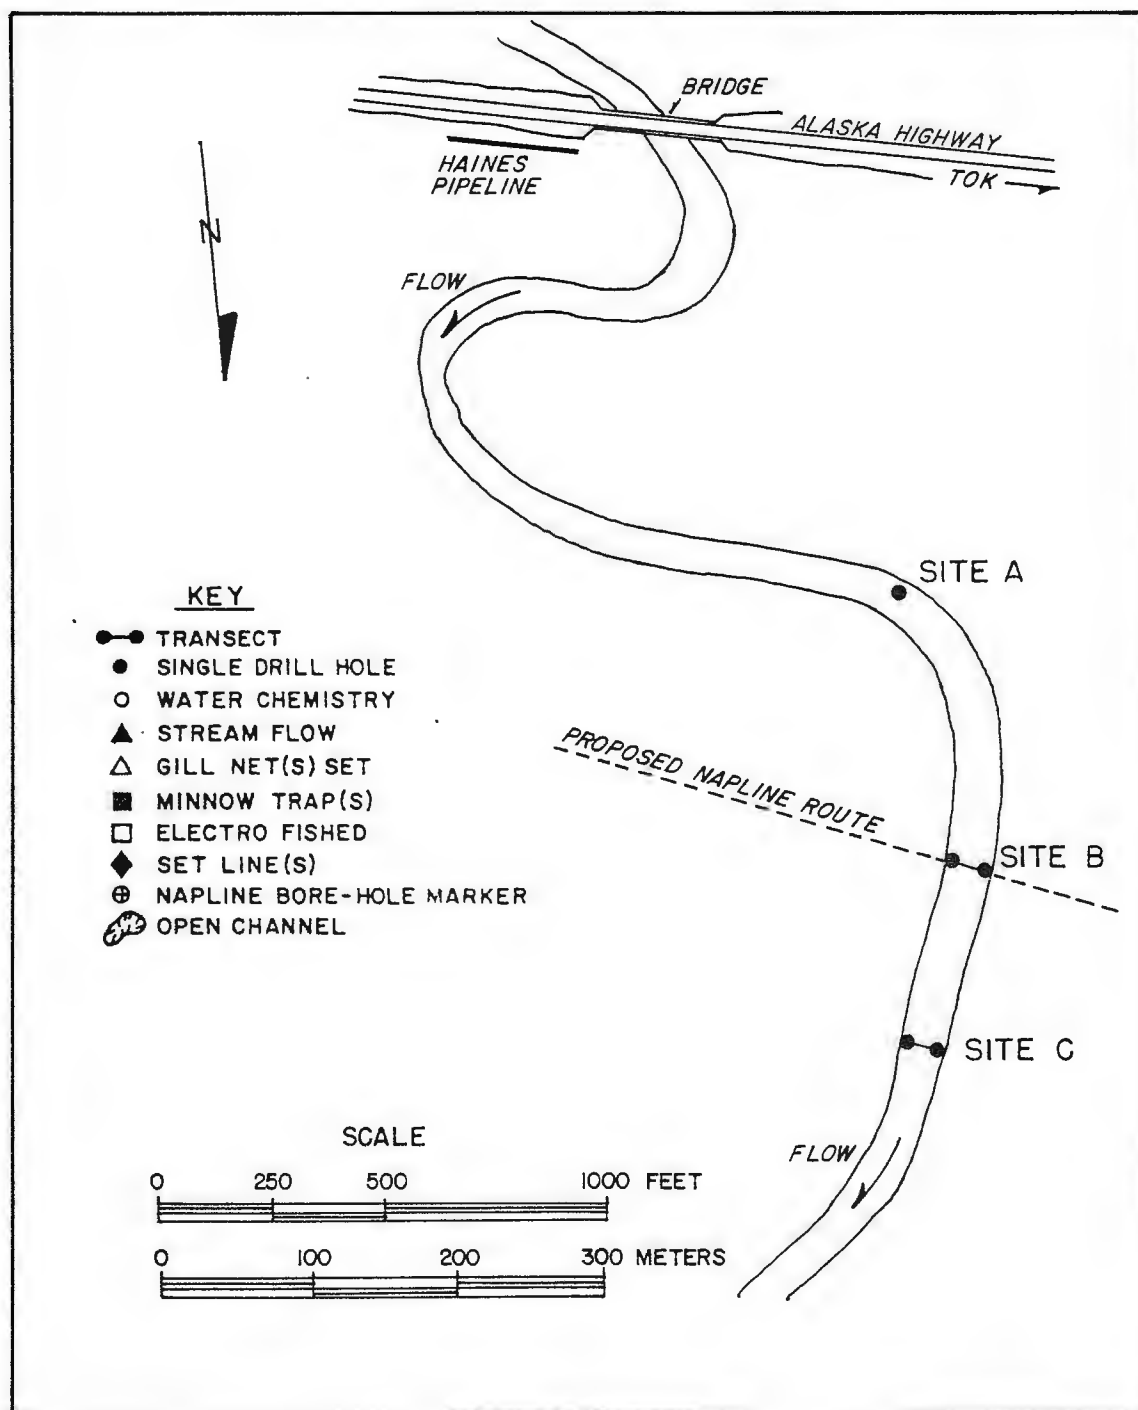 BRIDGE
ALASKA HIGHWAY
HAINES
PIPELINE
TOK
N
FLOW
SITE A
KEY
TRANSECT
SINGLE DRILL HOLE
WATER CHEMISTRY
STREAM FLOW
GILL NET(S) SET
MINNOW TRAP(S)
ELECTRO FISHED
SET LINE(S)
NAPLINE BORE-HOLE MARKER
OPEN CHANNEL
PROPOSED NAPLINE ROUTE
SITE B
SITE C
SCALE
0 250 500 1000 FEET
0 100 200 300 METERS
FLOW